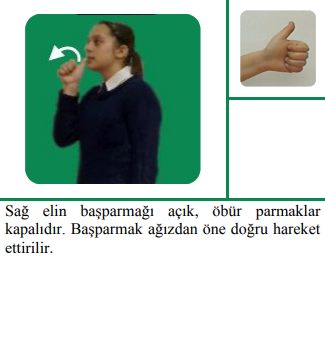 Sağ elin başparmağı açık, öbür parmaklar
kapalıdır. Başparmak ağızdan öne doğru hareket
ettirilir.